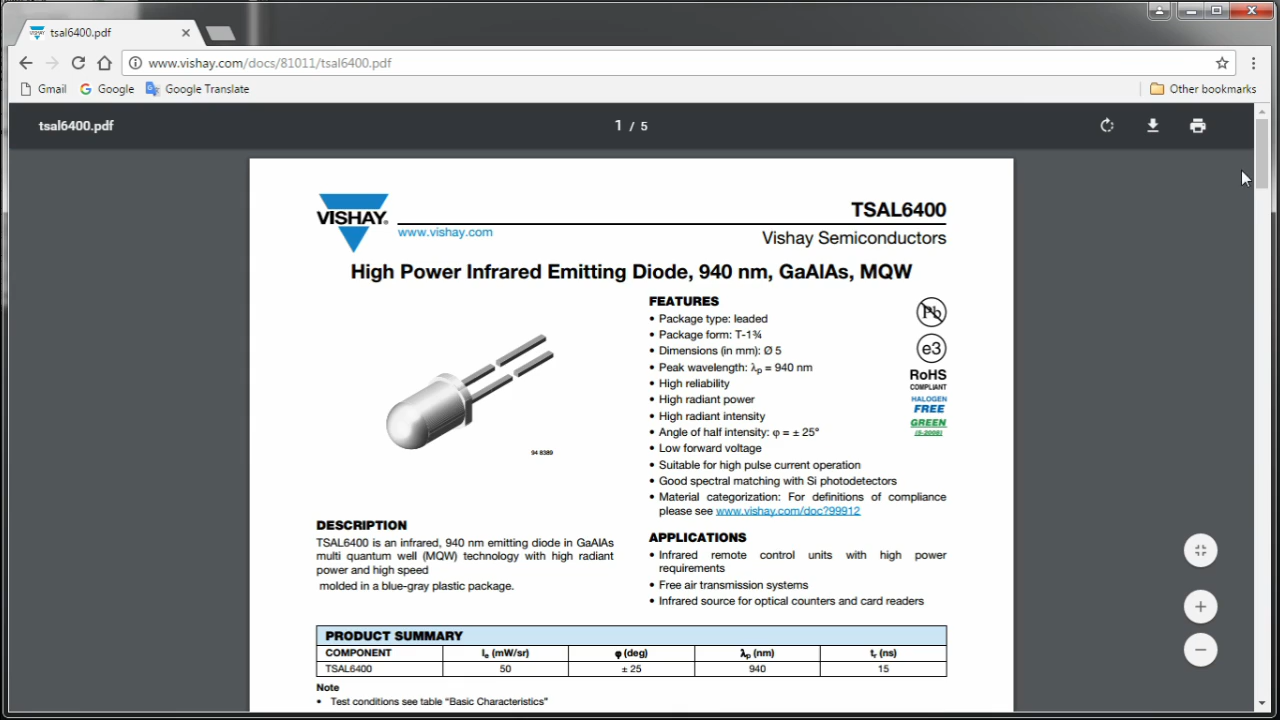 tsal6400.pdf
www.vishay.com/docs/81011/tsal6400.pdf
Gmail
Google
Google Translate
Other bookmarks
tsal6400.pdf
1 / 5
VISHAY®
www.vishay.com
TSAL6400
Vishay Semiconductors
High Power Infrared Emitting Diode, 940 nm, GaAlAs, MQW
94 8389
FEATURES
• Package type: leaded
• Package form: T-1¾
• Dimensions (in mm): Ø 5
• Peak wavelength: λp = 940 nm
• High reliability
• High radiant power
• High radiant intensity
• Angle of half intensity: φ = ± 25°
• Low forward voltage
• Suitable for high pulse current operation
• Good spectral matching with Si photodetectors
• Material categorization: For definitions of compliance
please see www.vishay.com/doc?99912
Pb
e3
RoHS
COMPLIANT
HALOGEN
FREE
GREEN
(5-2008)
DESCRIPTION
TSAL6400 is an infrared, 940 nm emitting diode in GaAlAs
multi quantum well (MQW) technology with high radiant
power and high speed
molded in a blue-gray plastic package.
APPLICATIONS
• Infrared remote control units with high power
requirements
• Free air transmission systems
• Infrared source for optical counters and card readers
PRODUCT SUMMARY
COMPONENT Ie (mW/sr) φ (deg) λp (nm) tr (ns)
TSAL6400 50 ± 25 940 15
Note
• Test conditions see table “Basic Characteristics”